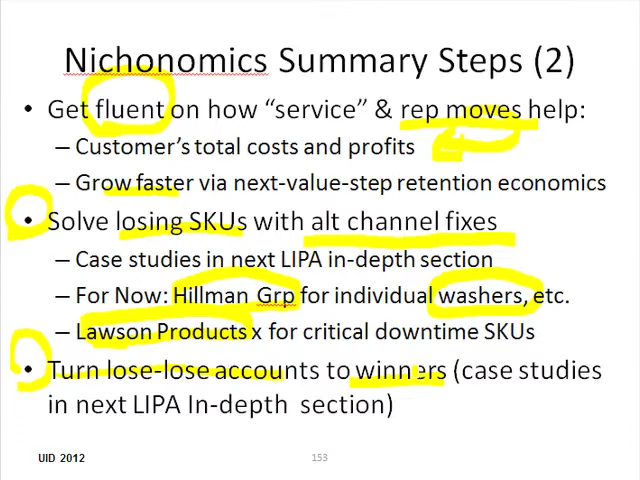 Nichonomics Summary Steps (2)
• Get fluent on how “service” & rep moves help:
– Customer’s total costs and profits
– Grow faster via next-value-step retention economics
• Solve losing SKUs with alt channel fixes
– Case studies in next LIPA in-depth section
– For Now: Hillman Grp for individual washers, etc.
– Lawson Products x for critical downtime SKUs
• Turn lose-lose accounts to winners (case studies
in next LIPA In-depth section)
UID 2012
153